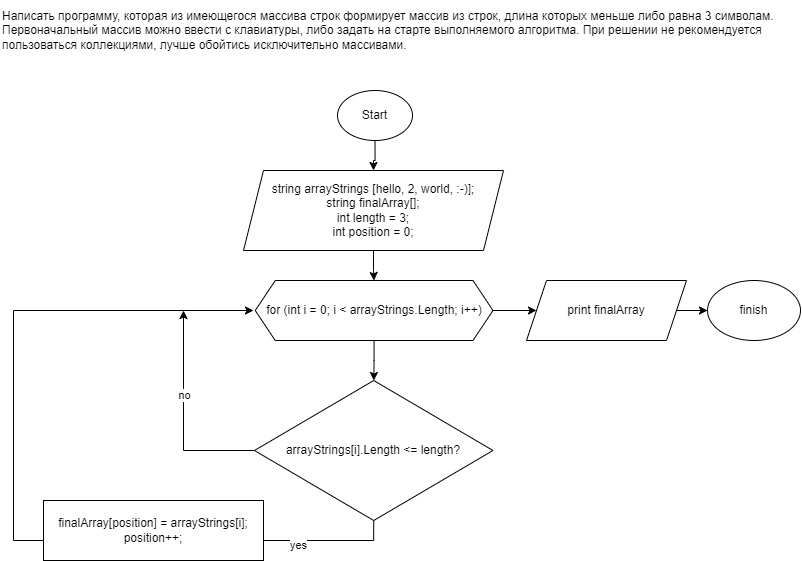 Написать программу, которая из имеющегося массива строк формирует массив из строк, длина которых меньше либо равна 3 символам.
Первоначальный массив можно ввести с клавиатуры, либо задать на старте выполняемого алгоритма. При решении не рекомендуется
пользоваться коллекциями, лучше обойтись исключительно массивами.
Start
string arrayStrings [hello, 2, world, :-)];
string finalArray[];
int length = 3;
int position = 0;
for (int i = 0; i < arrayStrings.Length; i++)
print finalArray
finish
no
arrayStrings[i].Length <= length?
finalArray[position] = arrayStrings[i];
position++;
yes